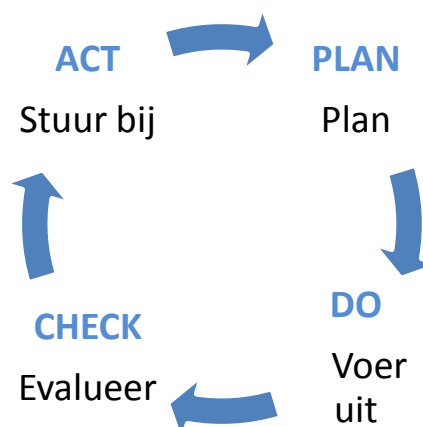 ACT
Stuur bij
PLAN
Plan
DO
Voer
uit
CHECK
Evalueer